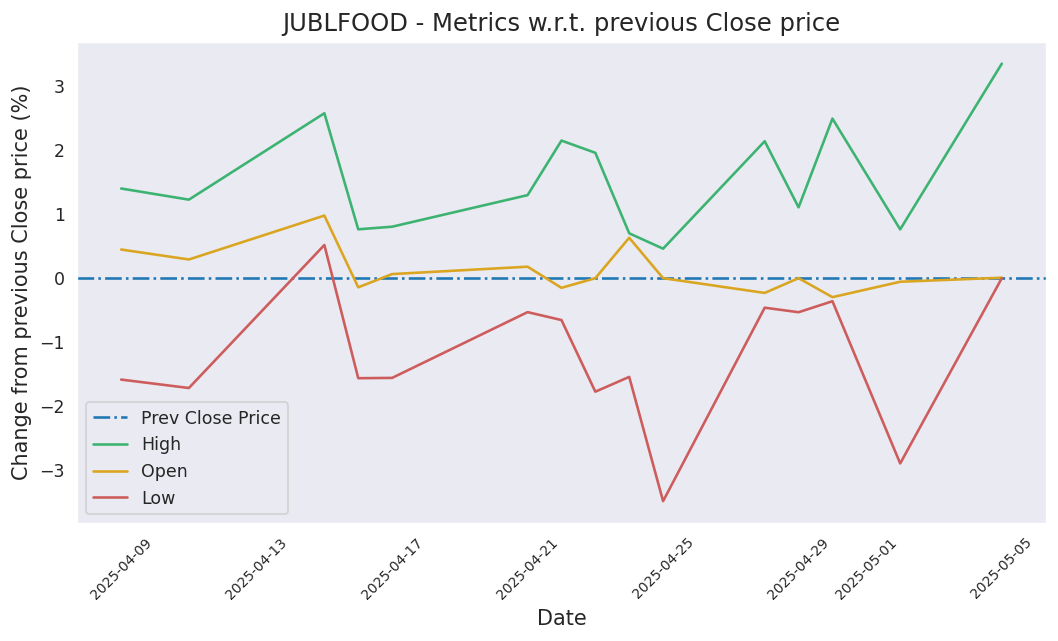 JUBLFOOD - Metrics w.r.t. previous Close price
Change from previous Close price (%)
3
2
1
0
−1
−2
−3
Prev Close Price
High
Open
Low
2025-04-09
2025-04-13
2025-04-17
2025-04-21
2025-04-25
2025-04-29
2025-05-01
2025-05-05
Date